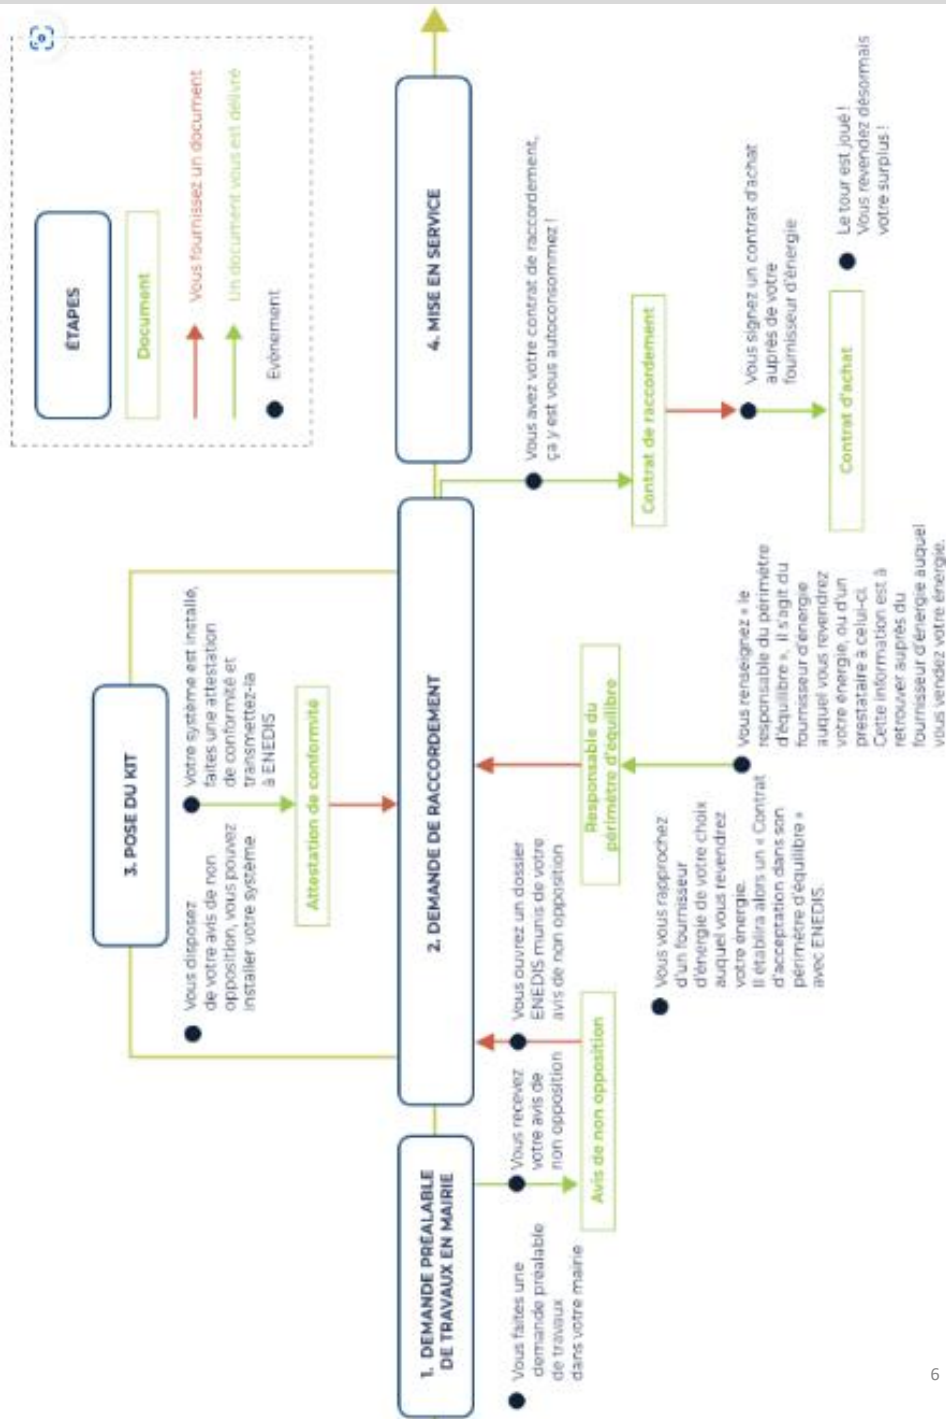 ÉTAPES
Document
Vous fournissez un document
Un document vous est délivré
Evènement
3. POSE DU KIT
Vous disposez
de votre avis de non
opposition, vous pouvez
installer votre système
Votre système est installé,
faites une attestation
de conformité et
transmettez-la
à ENEDIS
Attestation de conformité
1. DEMANDE PRÉALABLE
DE TRAVAUX EN MAIRIE
2. DEMANDE DE RACCORDEMENT
4. MISE EN SERVICE
Vous faites une
demande préalable
de travaux
dans votre mairie
Vous recevez
votre avis de
non opposition
Avis de non opposition
Vous ouvrez un dossier
ENEDIS munis de votre
avis de non opposition
Responsable du
périmètre d'équilibre
Vous vous rapprochez
d'un fournisseur
d'énergie de votre choix
auquel vous revendrez
votre énergie.
Il établira alors un « Contrat
d'acceptation dans son
périmètre d'équilibre »
avec ENEDIS.
Vous renseignez « le
responsable du périmètre
d'équilibre », il s'agit du
fournisseur d'énergie
auquel vous revendrez
votre énergie, ou d'un
prestataire à celui-ci.
Cette information est à
retrouver auprès du
fournisseur d'énergie auquel
vous vendez votre énergie.
Vous avez votre contrat de raccordement,
ça y est vous autoconsommez !
Contrat de raccordement
Vous signez un contrat d'achat
auprès de votre
fournisseur d'énergie
Contrat d'achat
Le tour est joué !
Vous revendez désormais
votre surplus !
6